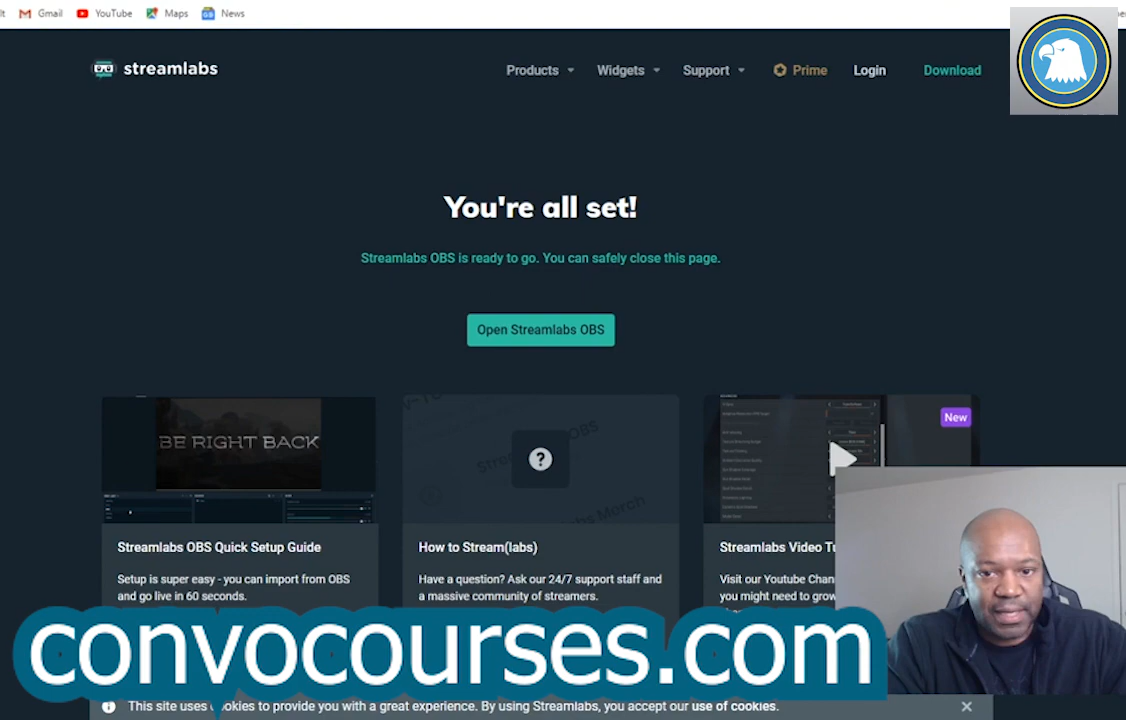 lt Gmail YouTube Maps News
streamlabs Products Widgets Support Prime Login Download
You're all set!
Streamlabs OBS is ready to go. You can safely close this page.
Open Streamlabs OBS
BE RIGHT BACK
?
New
Streamlabs OBS Quick Setup Guide
Setup is super easy - you can import from OBS
and go live in 60 seconds.
How to Stream(labs)
Have a question? Ask our 24/7 support staff and
a massive community of streamers.
Streamlabs Video
Visit our Youtube
you might need to grow
convocourses.com
This site uses cookies to provide you with a great experience. By using Streamlabs, you accept our use of cookies.